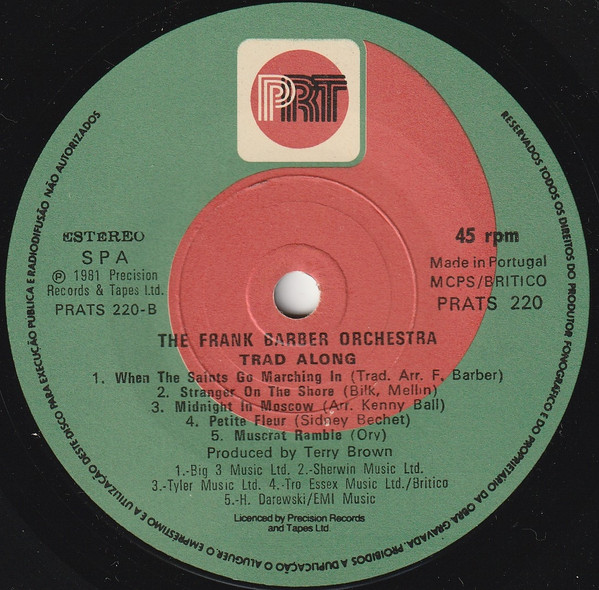 PRT
ESTEREO
SPA
℗ 1981 Precision
Records & Tapes Ltd.
PRATS 220-B
45 rpm
Made in Portugal
MCPS/BRITICO
PRATS 220
THE FRANK BARBER ORCHESTRA
TRAD ALONG
1. When The Saints Go Marching In (Trad. Arr. F. Barber)
2. Stranger On The Shore (Bilk, Mellin)
3. Midnight In Moscow (Arr. Kenny Ball)
4. Petite Fleur (Sidney Bechet)
5. Muscrat Ramble (Ory)
Produced by Terry Brown
1.-Big 3 Music Ltd. 2.-Sherwin Music Ltd.
3.-Tyler Music Ltd. 4.-Tro Essex Music Ltd./Britico
5.-H. Darewski/EMI Music
Licenced by Precision Records
and Tapes Ltd.
RESERVADOS TODOS OS DIREITOS DO PRODUTOR FONOGRÁFICO E DO PROPRIETÁRIO DA OBRA GRAVADA. PROIBIDOS A DUPLICAÇÃO O ALUGUER O EMPRESTIMO E A UTILIZAÇÃO DESTE DISCO PARA EXECUÇÃO PUBLICA E RADIODIFUSÃO NÃO AUTORIZADOS